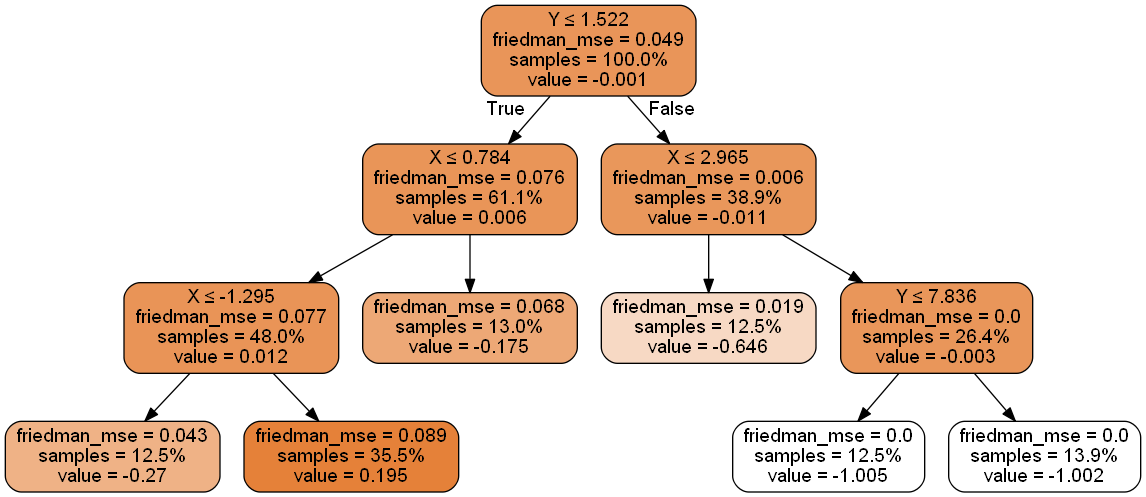 Y ≤ 1.522
friedman_mse = 0.049
samples = 100.0%
value = -0.001
True
False
X ≤ 0.784
friedman_mse = 0.076
samples = 61.1%
value = 0.006
X ≤ 2.965
friedman_mse = 0.006
samples = 38.9%
value = -0.011
X ≤ -1.295
friedman_mse = 0.077
samples = 48.0%
value = 0.012
friedman_mse = 0.068
samples = 13.0%
value = -0.175
friedman_mse = 0.019
samples = 12.5%
value = -0.646
Y ≤ 7.836
friedman_mse = 0.0
samples = 26.4%
value = -0.003
friedman_mse = 0.043
samples = 12.5%
value = -0.27
friedman_mse = 0.089
samples = 35.5%
value = 0.195
friedman_mse = 0.0
samples = 12.5%
value = -1.005
friedman_mse = 0.0
samples = 13.9%
value = -1.002